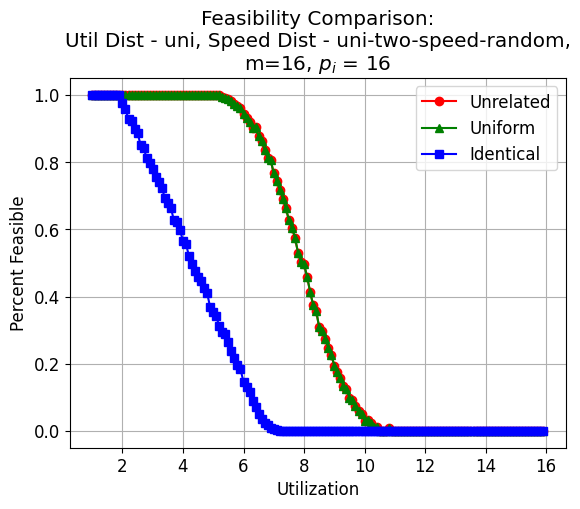 Feasibility Comparison:
Util Dist - uni, Speed Dist - uni-two-speed-random,
m=16, $p_i$ = 16
Unrelated
Uniform
Identical
Percent Feasible
1.0
0.8
0.6
0.4
0.2
0.0
2 4 6 8 10 12 14 16
Utilization